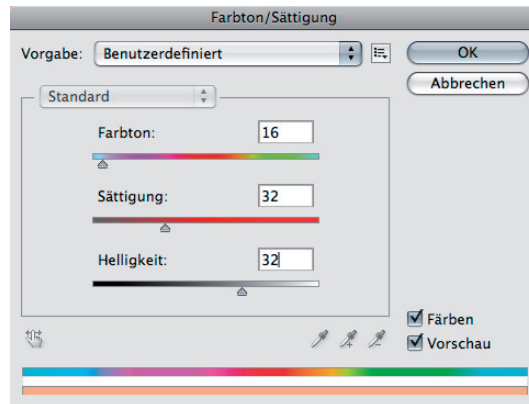 Farbton/Sättigung
Vorgabe: Benutzerdefiniert
OK
Abbrechen
Standard
Farbton: 16
Sättigung: 32
Helligkeit: 32
Färben
Vorschau